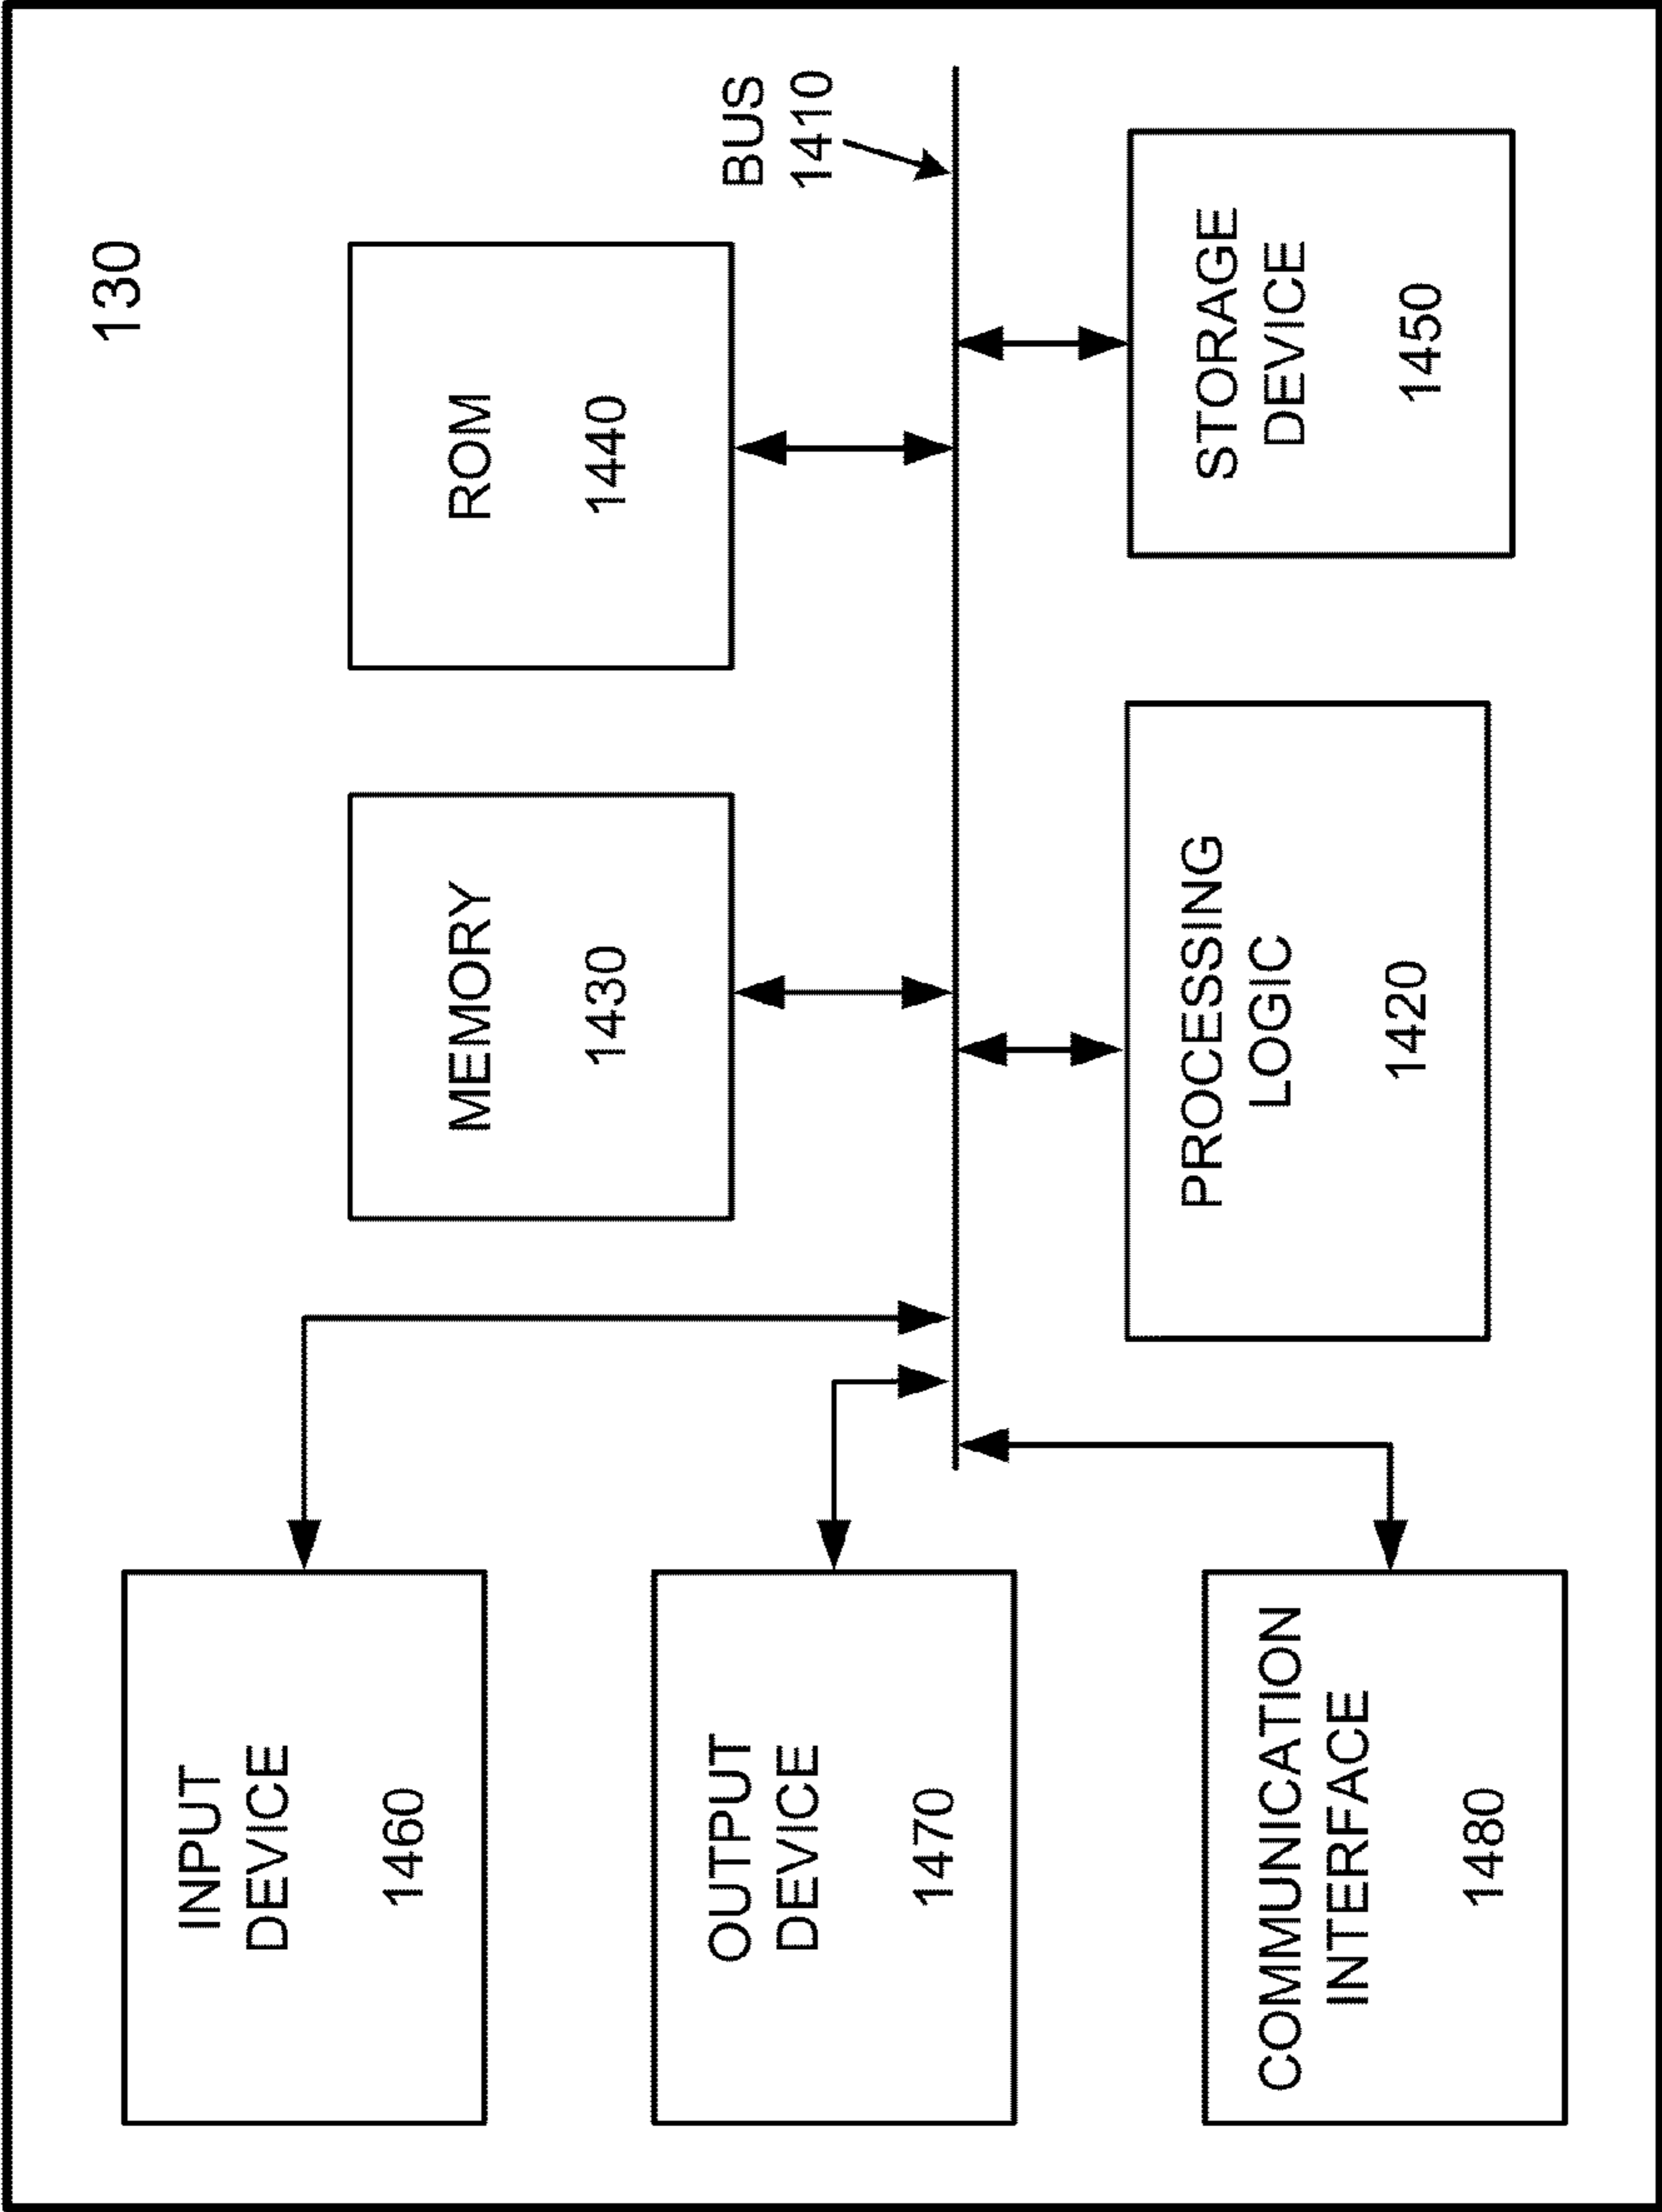 130
INPUT
DEVICE
1460
MEMORY
1430
ROM
1440
OUTPUT
DEVICE
1470
BUS
1410
COMMUNICATION
INTERFACE
1480
PROCESSING
LOGIC
1420
STORAGE
DEVICE
1450